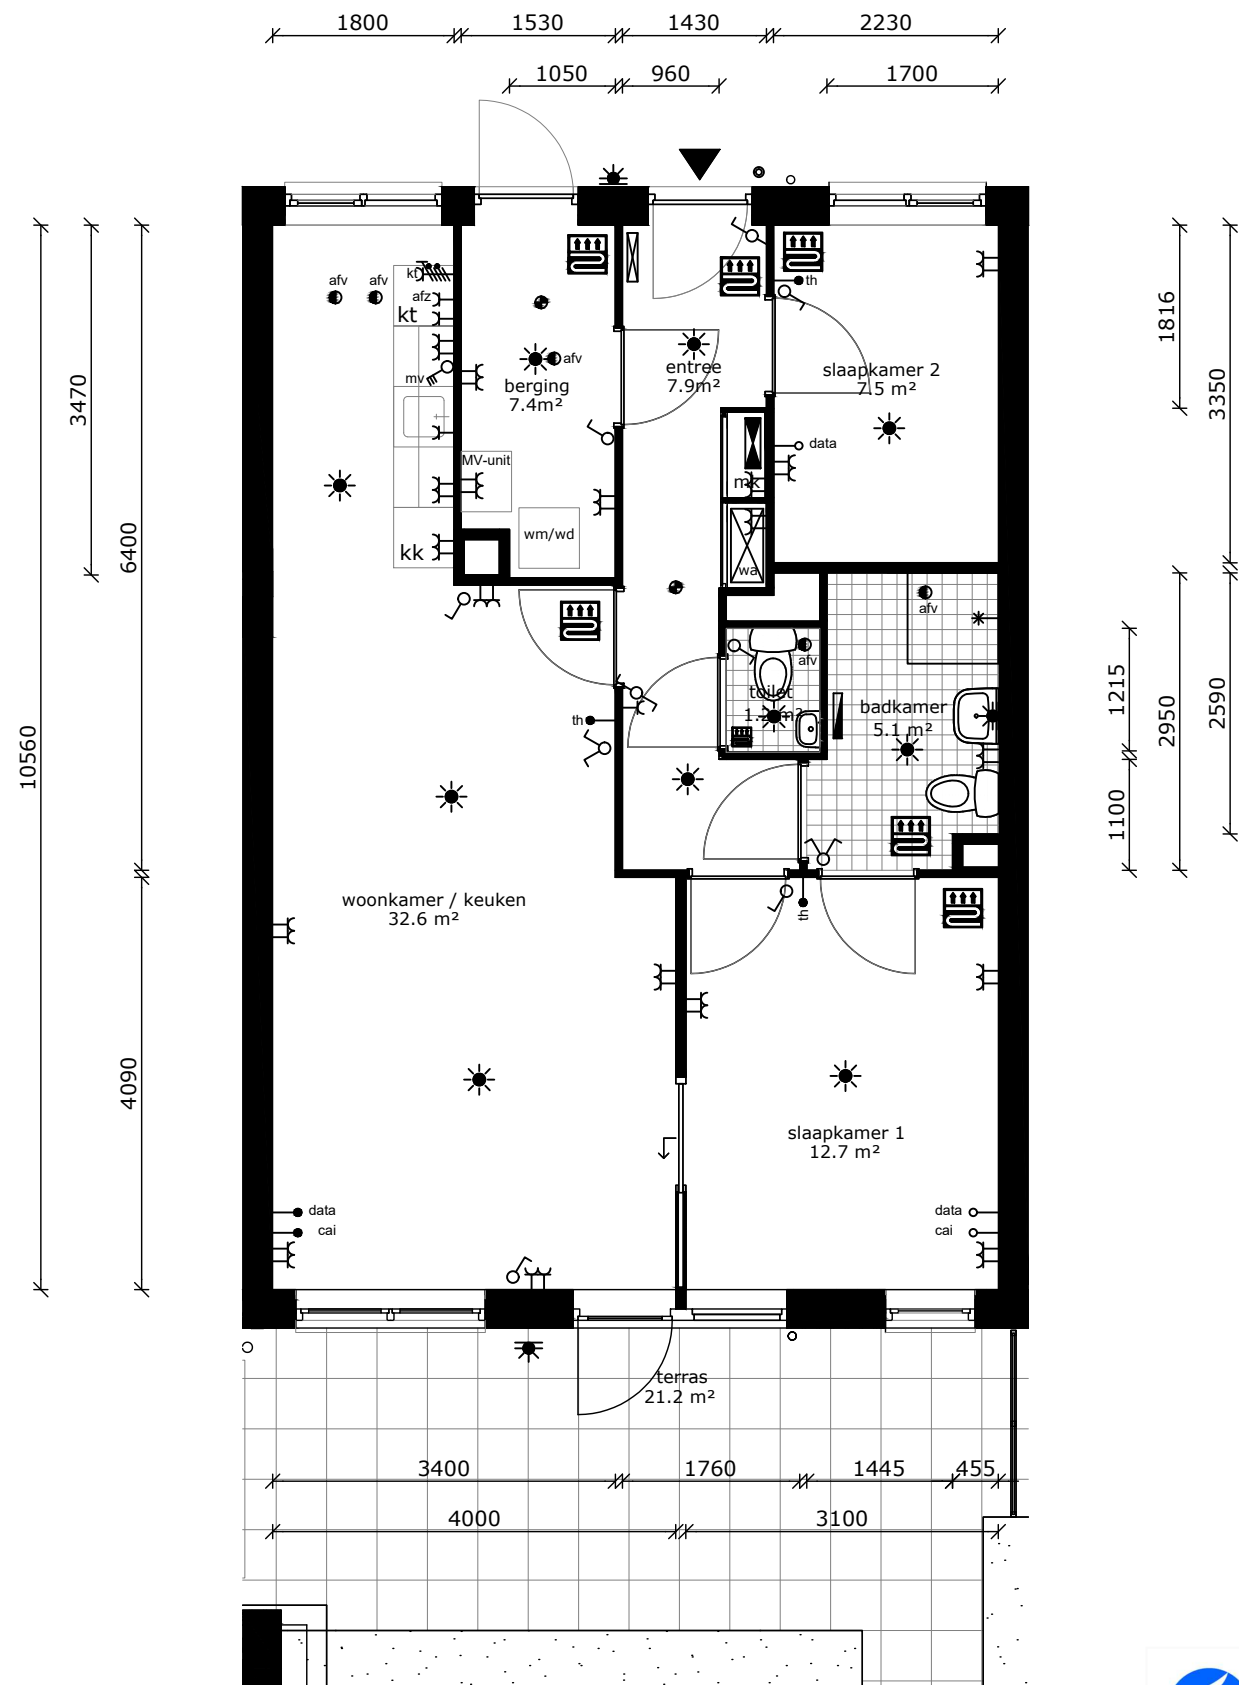 1800
1530
1430
2230
1050
960
1700
kt
afv
afv
afz
kt
th
mv
afv
berging
7.4m²
entree
7.9m²
slaapkamer 2
7.5 m²
data
MV-unit
mk
wm/wd
kk
wa
afv
afv
toilet
th
badkamer
5.1 m²
woonkamer / keuken
32.6 m²
th
slaapkamer 1
12.7 m²
data
cai
data
cai
terras
21.2 m²
3400
1760
1445
455
4000
3100
10560
3470
6400
4090
1816
3350
1215
2950
2590
1100